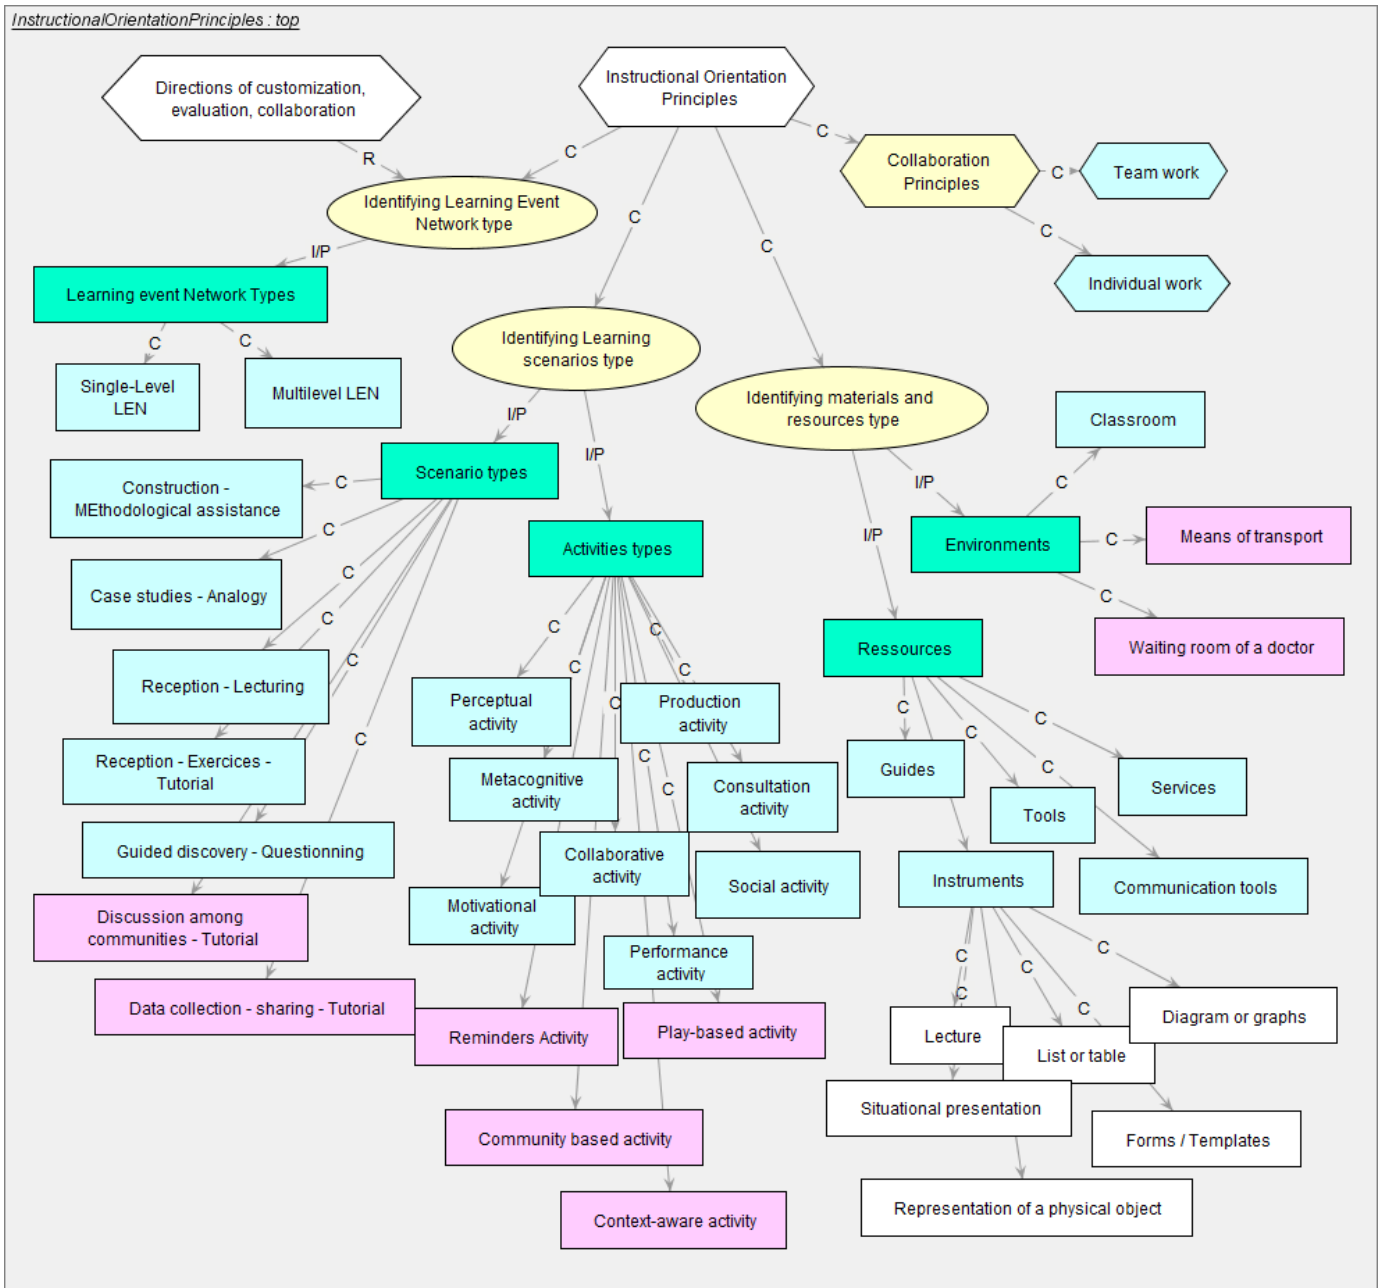 InstructionalOrientationPrinciples : top
Directions of customization,
evaluation, collaboration
Instructional Orientation
Principles
C
R
C
Collaboration
Principles
C
Team work
Identifying Learning Event
Network type
C
C
C
I/P
Individual work
Learning event Network Types
C
C
Identifying Learning
scenarios type
Single-Level
LEN
Multilevel LEN
Identifying materials and
resources type
I/P
Classroom
I/P
Scenario types
C
I/P
C
Construction -
MEthodological assistance
C
I/P
Environments
C
Means of transport
Activities types
C
Case studies - Analogy
C
C
C
C
C
Waiting room of a doctor
Ressources
C
C
C
Reception - Lecturing
Perceptual
activity
C
Production
activity
C
C
C
C
Reception - Exercices -
Tutorial
C
C
Guides
Metacognitive
activity
C
Consultation
activity
Services
Tools
Guided discovery - Questionning
Collaborative
activity
Social activity
Instruments
Communication tools
Discussion among
communities - Tutorial
Motivational
activity
Performance
activity
C
C
C
C
C
Data collection - sharing - Tutorial
Reminders Activity
Play-based activity
Lecture
List or table
Diagram or graphs
Situational presentation
Community based activity
Forms / Templates
Context-aware activity
Representation of a physical object